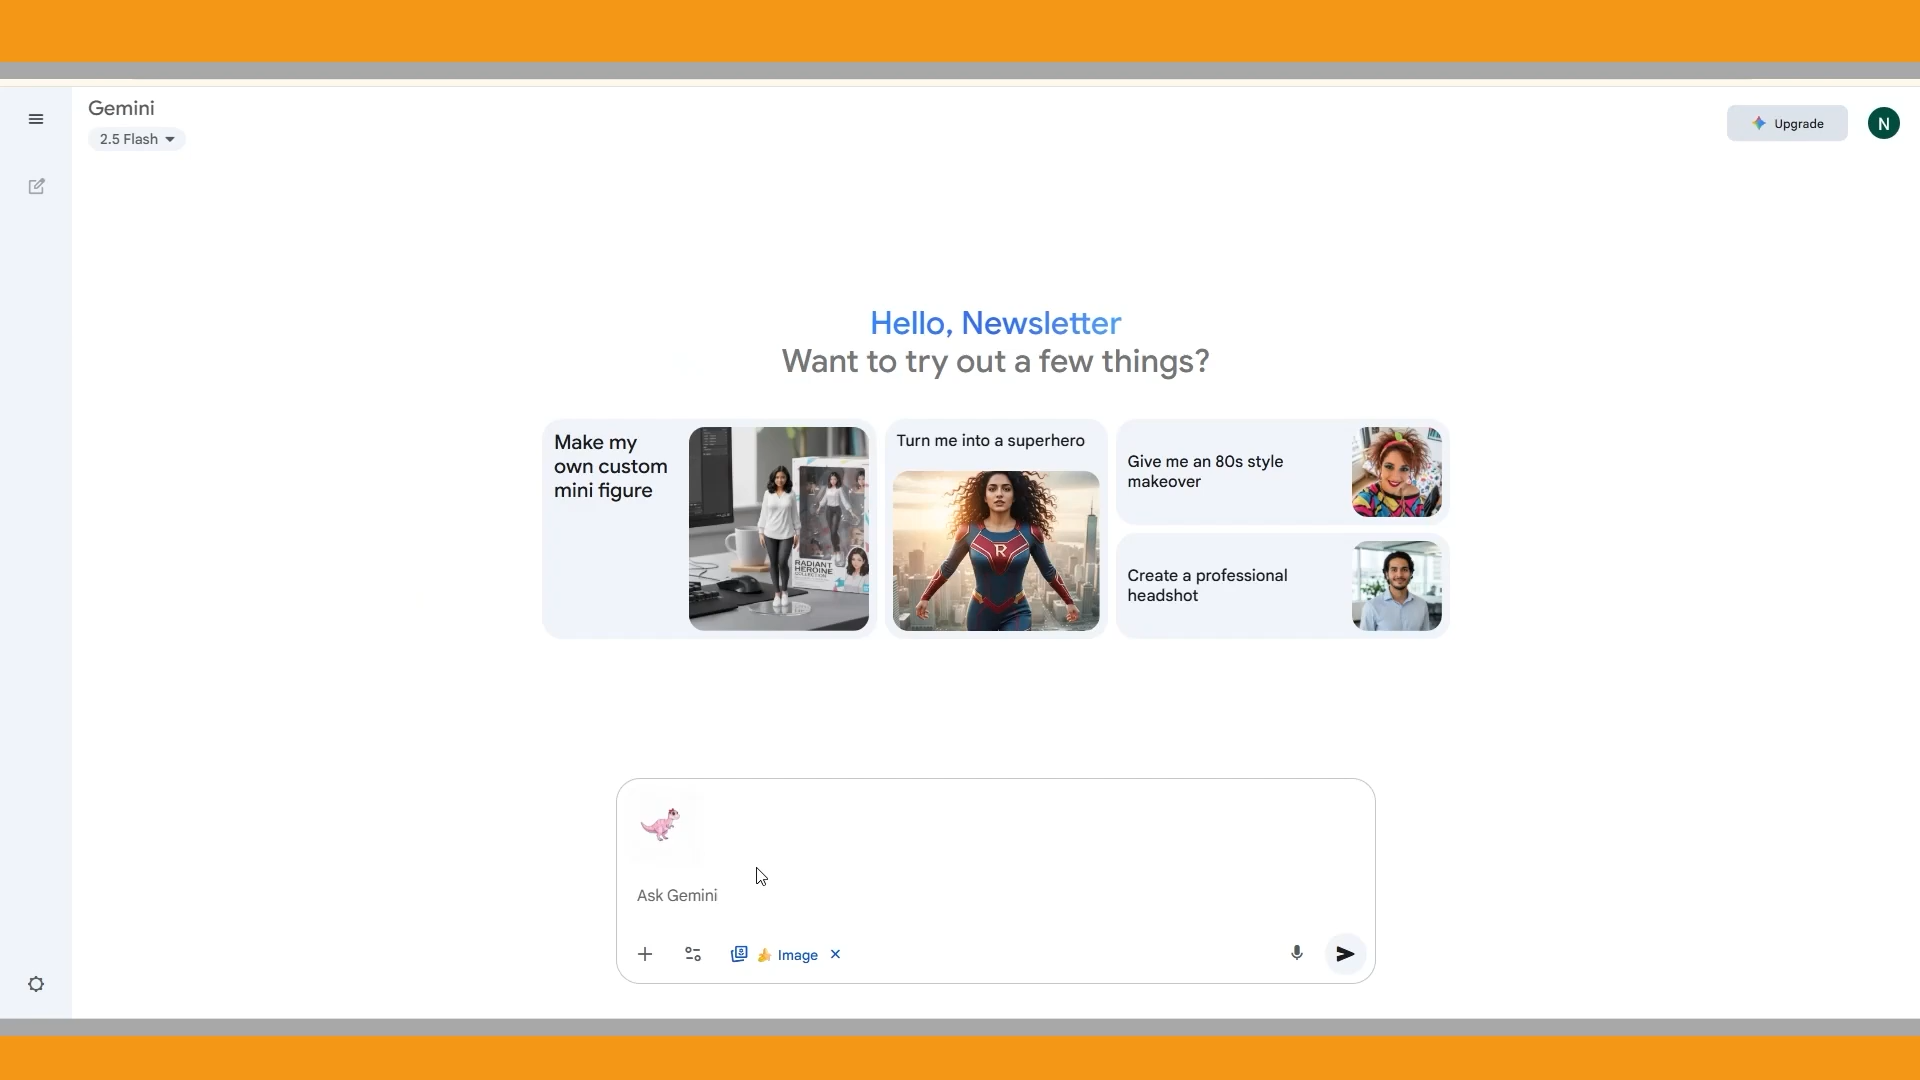 Gemini
2.5 Flash
Upgrade
N
Hello, Newsletter
Want to try out a few things?
Make my
own custom
mini figure
RADIANT
HEROINE
Turn me into a superhero
R
Give me an 80s style
makeover
Create a professional
headshot
Ask Gemini
Image